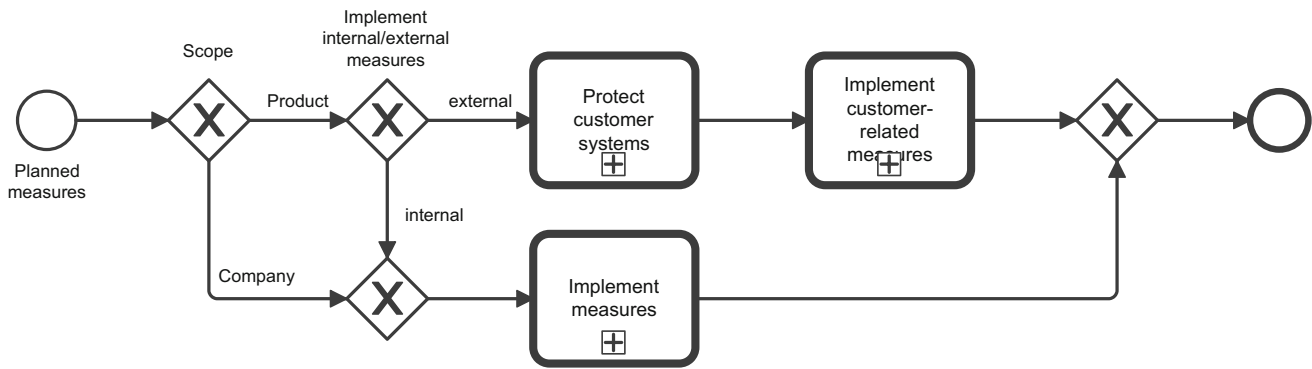 Implement
internal/external
measures
Scope
Product
external
Protect
customer
systems
Implement
customer-
related
measures
Planned
measures
internal
Company
Implement
measures